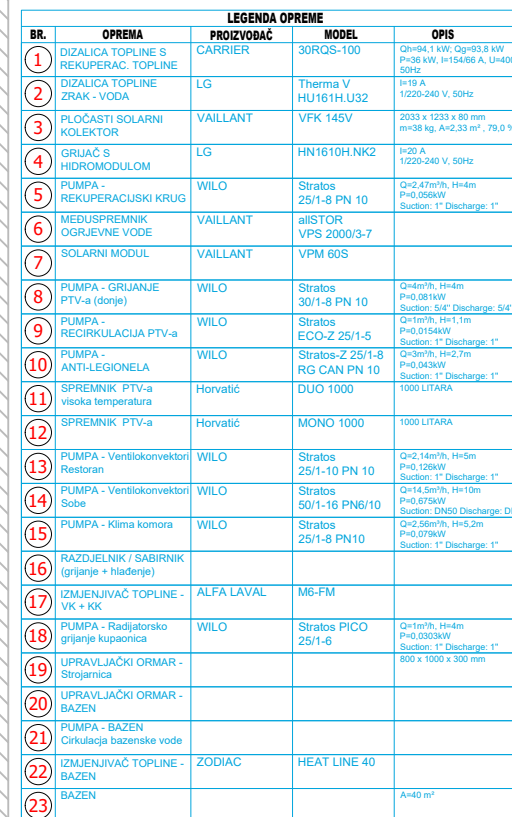 LEGENDA OPREME
BR. OPREMA PROIZVOĐAČ MODEL OPIS
1 DIZALICA TOPLINE S CARRIER 30RQS-100 Qh=94,1 kW; Qg=93,8 kW
REKUPERAC. TOPLINE P=36 kW, I=154/66 A, U=400
50Hz
2 DIZALICA TOPLINE LG Therma V I=19 A
ZRAK - VODA HU161H.U32 1/220-240 V, 50Hz
3 PLOČASTI SOLARNI VAILLANT VFK 145V 2033 x 1233 x 80 mm
KOLEKTOR m=38 kg, A=2,33 m² , 79,0 %
4 GRIJAČ S LG HN1610H.NK2 I=20 A
HIDROMODULOM 1/220-240 V, 50Hz
5 PUMPA - WILO Stratos Q=2,47m³/h, H=4m
REKUPERACIJSKI KRUG 25/1-8 PN 10 P=0,056kW
Suction: 1" Discharge: 1"
6 MEĐUSPREMNIK VAILLANT allSTOR
OGRJEVNE VODE VPS 2000/3-7
7 SOLARNI MODUL VAILLANT VPM 60S
8 PUMPA - GRIJANJE WILO Stratos Q=4m³/h, H=4m
PTV-a (donje) 30/1-8 PN 10 P=0,081kW
Suction: 5/4" Discharge: 5/4"
9 PUMPA - WILO Stratos Q=1m³/h, H=1,1m
RECIRKULACIJA PTV-a ECO-Z 25/1-5 P=0,0154kW
Suction: 1" Discharge: 1"
10 PUMPA - WILO Stratos-Z 25/1-8 Q=3m³/h, H=2,7m
ANTI-LEGIONELA RG CAN PN 10 P=0,043kW
Suction: 1" Discharge: 1"
11 SPREMNIK PTV-a Horvatić DUO 1000 1000 LITARA
visoka temperatura
12 SPREMNIK PTV-a Horvatić MONO 1000 1000 LITARA
13 PUMPA - Ventilokonvektori WILO Stratos Q=2,14m³/h, H=5m
Restoran 25/1-10 PN 10 P=0,126kW
Suction: 1" Discharge: 1"
14 PUMPA - Ventilokonvektori WILO Stratos Q=14,5m³/h, H=10m
Sobe 50/1-16 PN6/10 P=0,675kW
Suction: DN50 Discharge:
15 PUMPA - Klima komora WILO Stratos Q=2,56m³/h, H=5,2m
25/1-8 PN10 P=0,079kW
Suction: 1" Discharge: 1"
16 RAZDJELNIK / SABIRNIK
(grijanje + hlađenje)
17 IZMJENJIVAČ TOPLINE - ALFA LAVAL M6-FM
VK + KK
18 PUMPA - Radijatorsko WILO Stratos PICO Q=1m³/h, H=4m
grijanje kupaonica 25/1-6 P=0,0303kW
Suction: 1" Discharge: 1"
19 UPRAVLJAČKI ORMAR - 800 x 1000 x 300 mm
Strojarnica
20 UPRAVLJAČKI ORMAR -
BAZEN
21 PUMPA - BAZEN
Cirkulacija bazenske vode
22 IZMJENJIVAČ TOPLINE - ZODIAC HEAT LINE 40
BAZEN
23 BAZEN A=40 m²